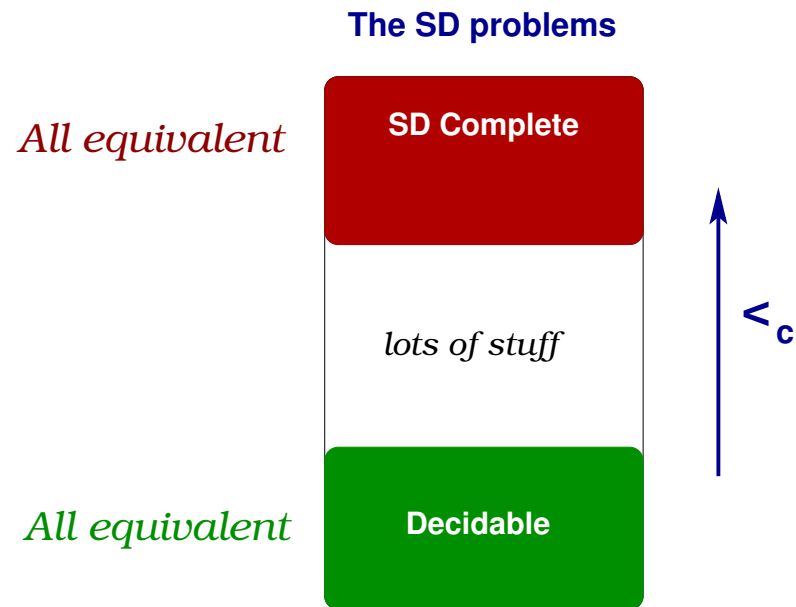 The SD problems
All equivalent
SD Complete
lots of stuff
<c
All equivalent
Decidable